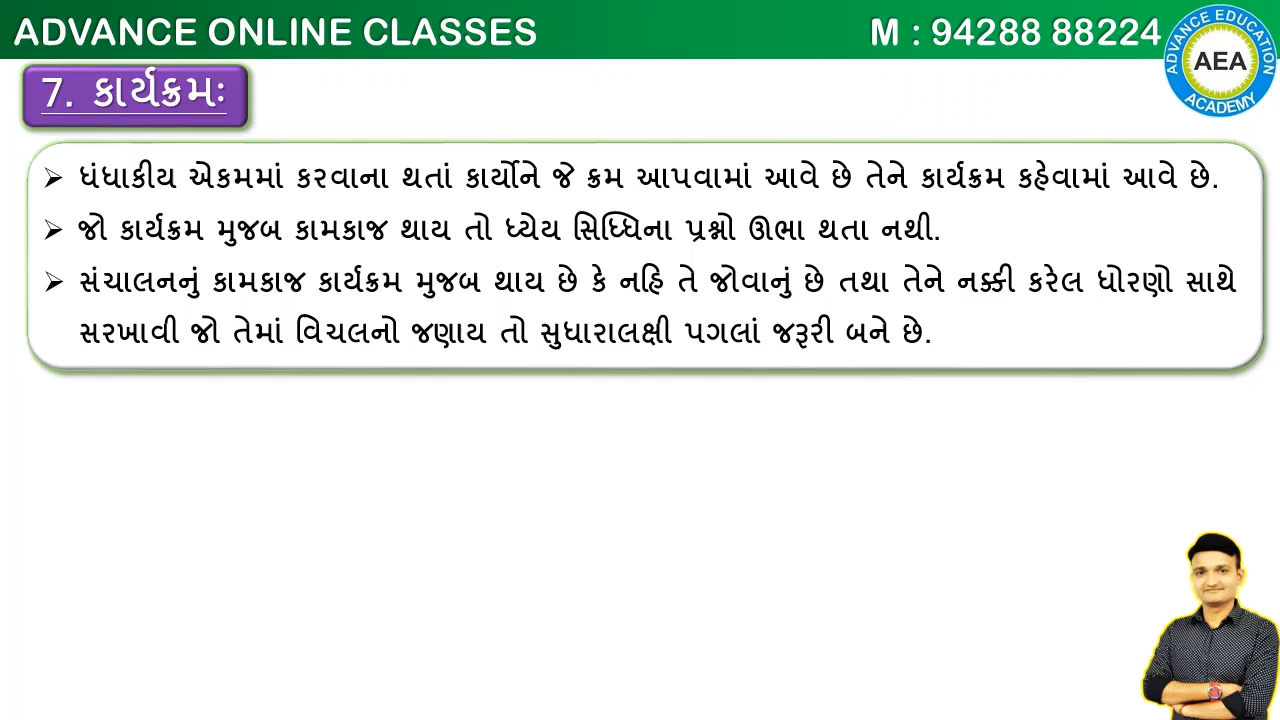 ADVANCE ONLINE CLASSES
M : 94288 88224
ADVANCE EDUCATION
AEA
ACADEMY
7. કાર્યક્રમઃ
➢ ધંધાકીય એકમમાં કરવાના થતાં કાર્યોને જે ક્રમ આપવામાં આવે છે તેને કાર્યક્રમ કહેવામાં આવે છે.
➢ જો કાર્યક્રમ મુજબ કામકાજ થાય તો ધ્યેય સિધ્ધિના પ્રશ્નો ઊભા થતા નથી.
➢ સંચાલનનું કામકાજ કાર્યક્રમ મુજબ થાય છે કે નહિ તે જોવાનું છે તથા તેને નક્કી કરેલ ધોરણો સાથે
સરખાવી જો તેમાં વિચલનો જણાય તો સુધારાલક્ષી પગલાં જરૂરી બને છે.